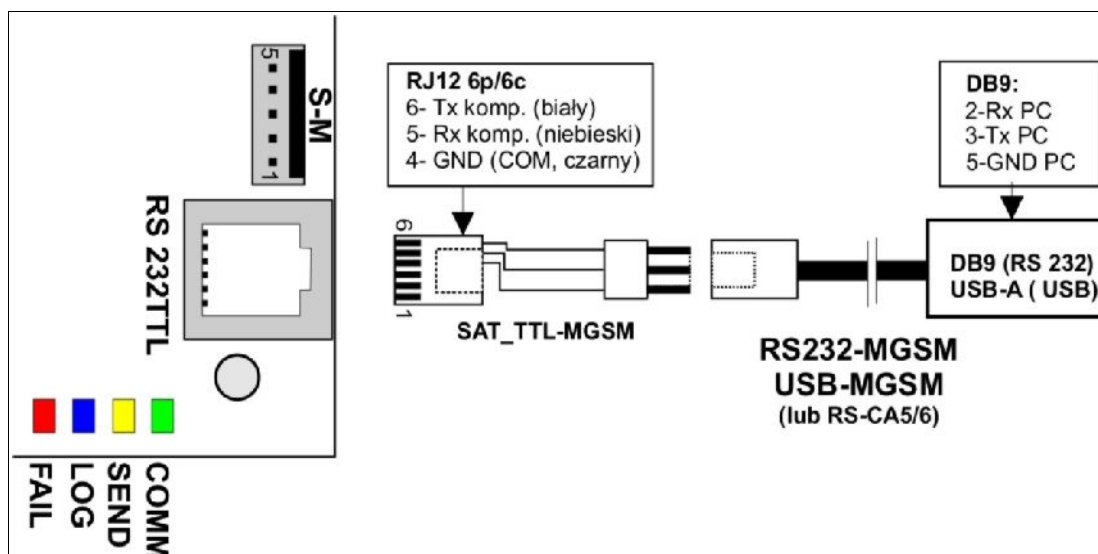 5
1
S-M
RS 232TTL
FAIL
LOG
SEND
COMM
RJ12 6p/6c
6- Tx komp. (biały)
5- Rx komp. (niebieski)
4- GND (COM, czarny)
6
1
SAT_TTL-MGSM
RS232-MGSM
USB-MGSM
(lub RS-CA5/6)
DB9:
2-Rx PC
3-Tx PC
5-GND PC
DB9 (RS 232)
USB-A ( USB)